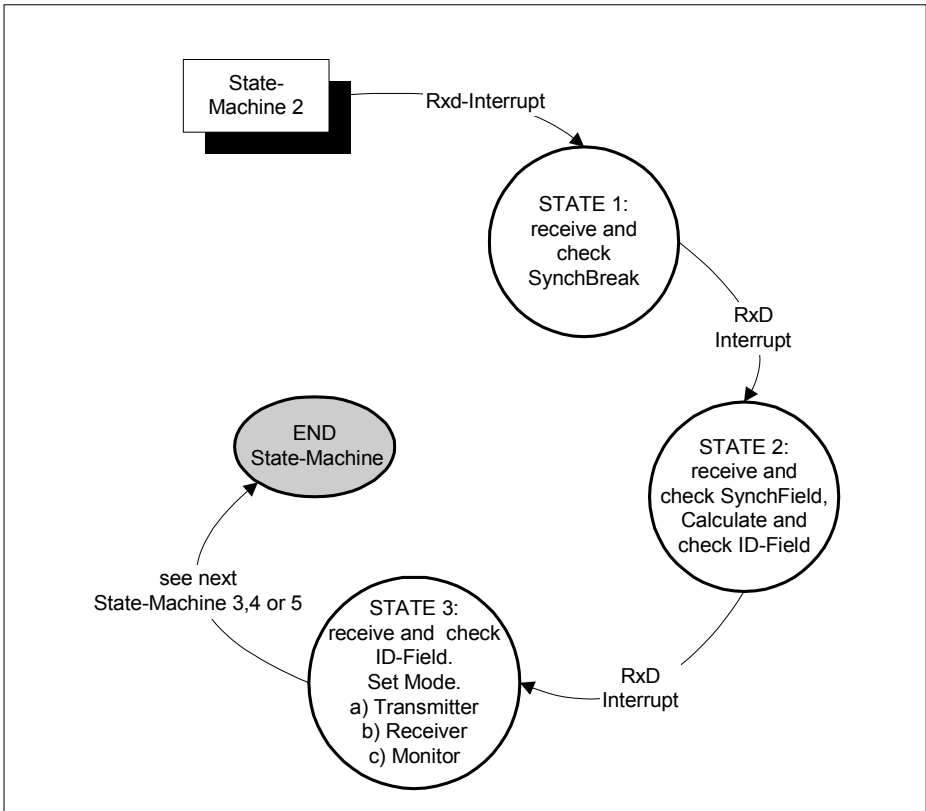 State-
Machine 2
Rxd-Interrupt
STATE 1:
receive and
check
SynchBreak
RxD
Interrupt
STATE 2:
receive and
check SynchField,
Calculate and
check ID-Field
RxD
Interrupt
STATE 3:
receive and check
ID-Field.
Set Mode.
a) Transmitter
b) Receiver
c) Monitor
see next
State-Machine 3,4 or 5
END
State-Machine